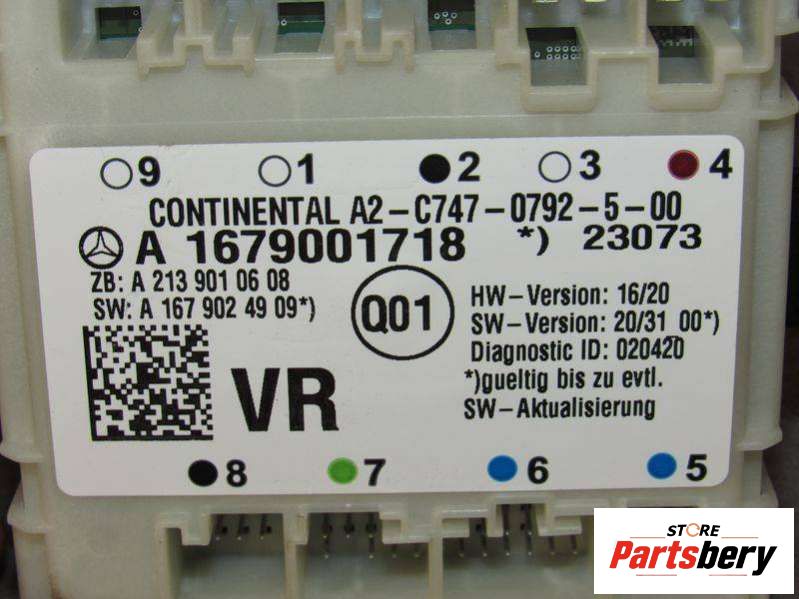 9 1 2 3 4
CONTINENTAL A2-C747-0792-5-00
A 1679001718 *) 23073
ZB: A 213 901 06 08
SW: A 167 902 49 09*)
Q01
HW-Version: 16/20
SW-Version: 20/31 00*)
Diagnostic ID: 020420
*)gueltig bis zu evtl.
SW-Aktualisierung
VR
8 7 6 5
STORE
Partsbery